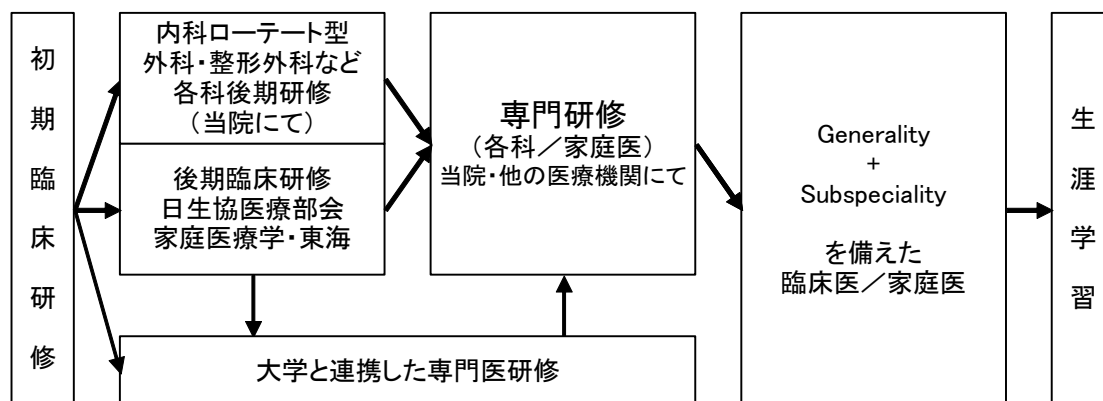 初期臨床研修
内科ローテート型
外科・整形外科など
各科後期研修
（当院にて）
後期臨床研修
日生協医療部会
家庭医療学・東海
大学と連携した専門医研修
専門研修
（各科／家庭医）
当院・他の医療機関にて
Generality
+
Subspeciality
を備えた
臨床医／家庭医
生涯学習